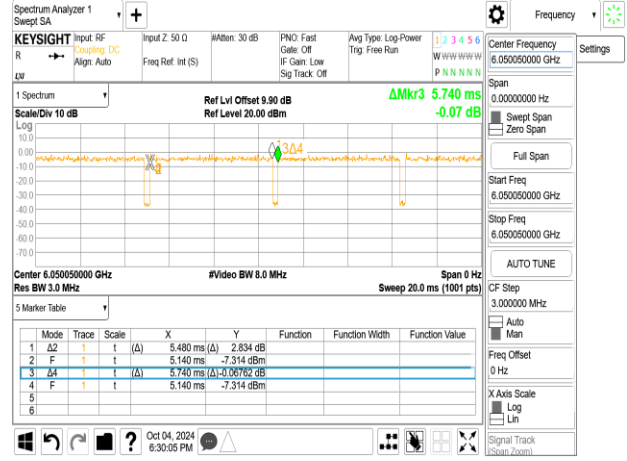 Spectrum Analyzer 1
Swept SA
Frequency
KEYSIGHT
R
Input: RF
Coupling: DC
Align: Auto
Input Z: 50 Ω
Freq Ref: Int (S)
#Atten: 30 dB
PNO: Fast
Gate: Off
IF Gain: Low
Sig Track: Off
Avg Type: Log-Power
Trig: Free Run
1 2 3 4 5 6
W W W W W W
P N N N N N
1 Spectrum
Scale/Div 10 dB
Ref Lvl Offset 9.90 dB
Ref Level 20.00 dBm
ΔMkr3 5.740 ms
-0.07 dB
Log
10.0
0.00
-10.0
-20.0
-30.0
-40.0
-50.0
-60.0
-70.0
3Δ4
Center 6.050050000 GHz
Res BW 3.0 MHz
#Video BW 8.0 MHz
Span 0 Hz
Sweep 20.0 ms (1001 pts)
5 Marker Table
Mode Trace Scale X Y Function Function Width Function Value
1 Δ2 1 t (Δ) 5.480 ms (Δ) 2.834 dB
2 F 1 t 5.140 ms -7.314 dBm
3 Δ4 1 t (Δ) 5.740 ms (Δ) -0.06762 dB
4 F 1 t 5.140 ms -7.314 dBm
5
6
Oct 04, 2024
6:30:05 PM
Center Frequency
6.050050000 GHz
Settings
Span
0.00000000 Hz
Swept Span
Zero Span
Full Span
Start Freq
6.050050000 GHz
Stop Freq
6.050050000 GHz
AUTO TUNE
CF Step
3.000000 MHz
Auto
Man
Freq Offset
0 Hz
X Axis Scale
Log
Lin
Signal Track
(Span Zoom)